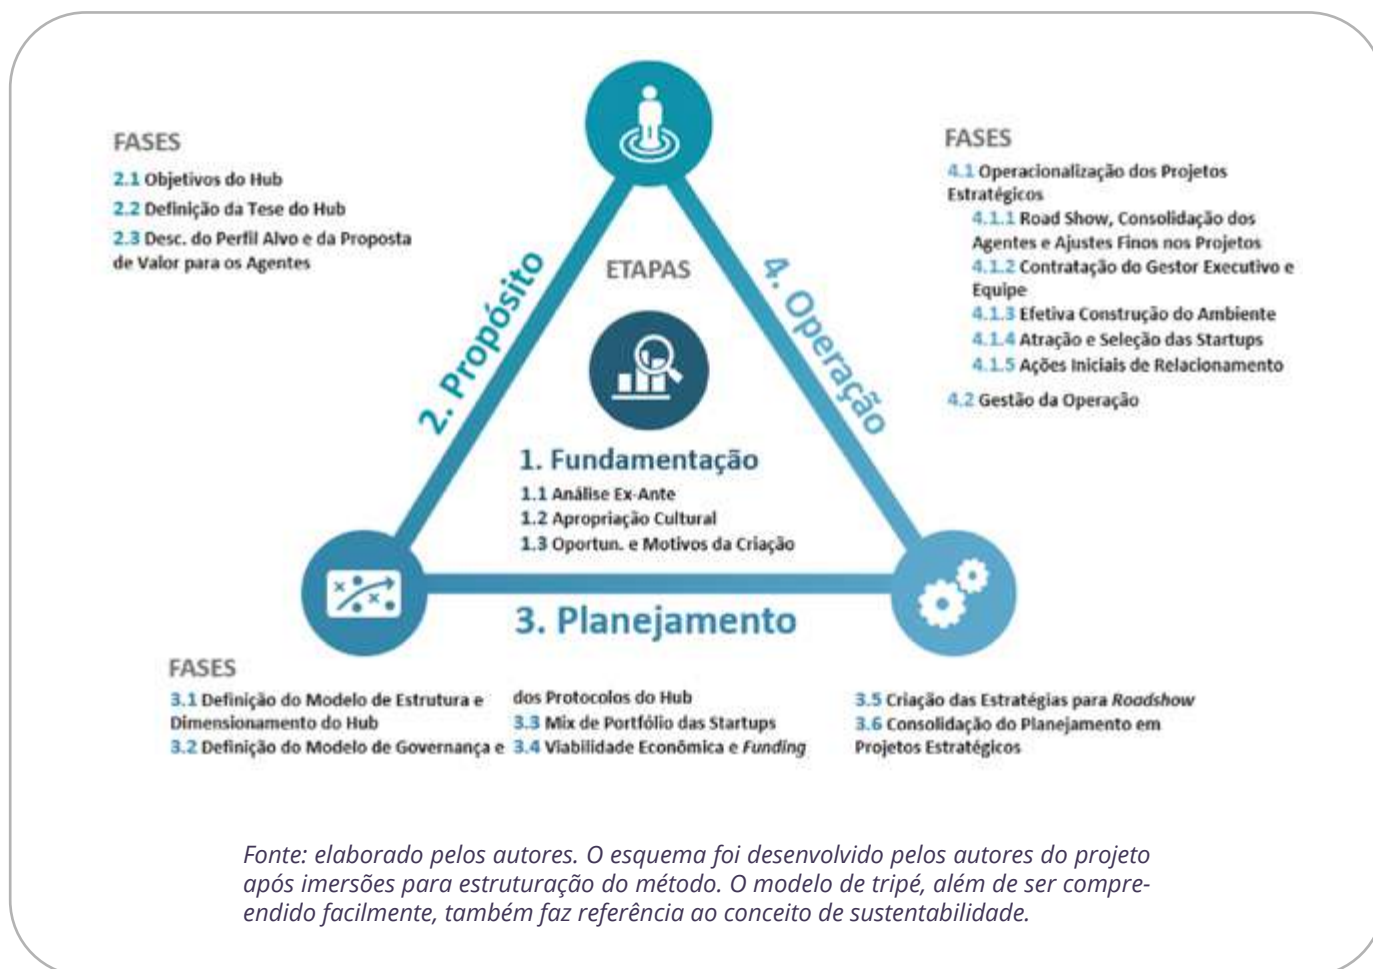 FASES
2.1 Objetivos do Hub
2.2 Definição da Tese do Hub
2.3 Desc. do Perfil Alvo e da Proposta
de Valor para os Agentes
2. Propósito
ETAPAS
1. Fundamentação
1.1 Análise Ex-Ante
1.2 Apropriação Cultural
1.3 Oportun. e Motivos da Criação
4. Operação
FASES
4.1 Operacionalização dos Projetos
Estratégicos
4.1.1 Road Show, Consolidação dos
Agentes e Ajustes Finos nos Projetos
4.1.2 Contratação do Gestor Executivo e
Equipe
4.1.3 Efetiva Construção do Ambiente
4.1.4 Atração e Seleção das Startups
4.1.5 Ações Iniciais de Relacionamento
4.2 Gestão da Operação
3. Planejamento
FASES
3.1 Definição do Modelo de Estrutura e
Dimensionamento do Hub
3.2 Definição do Modelo de Governança e
dos Protocolos do Hub
3.3 Mix de Portfólio das Startups
3.4 Viabilidade Econômica e Funding
3.5 Criação das Estratégias para Roadshow
3.6 Consolidação do Planejamento em
Projetos Estratégicos
Fonte: elaborado pelos autores. O esquema foi desenvolvido pelos autores do projeto
após imersões para estruturação do método. O modelo de tripé, além de ser compre-
endido facilmente, também faz referência ao conceito de sustentabilidade.